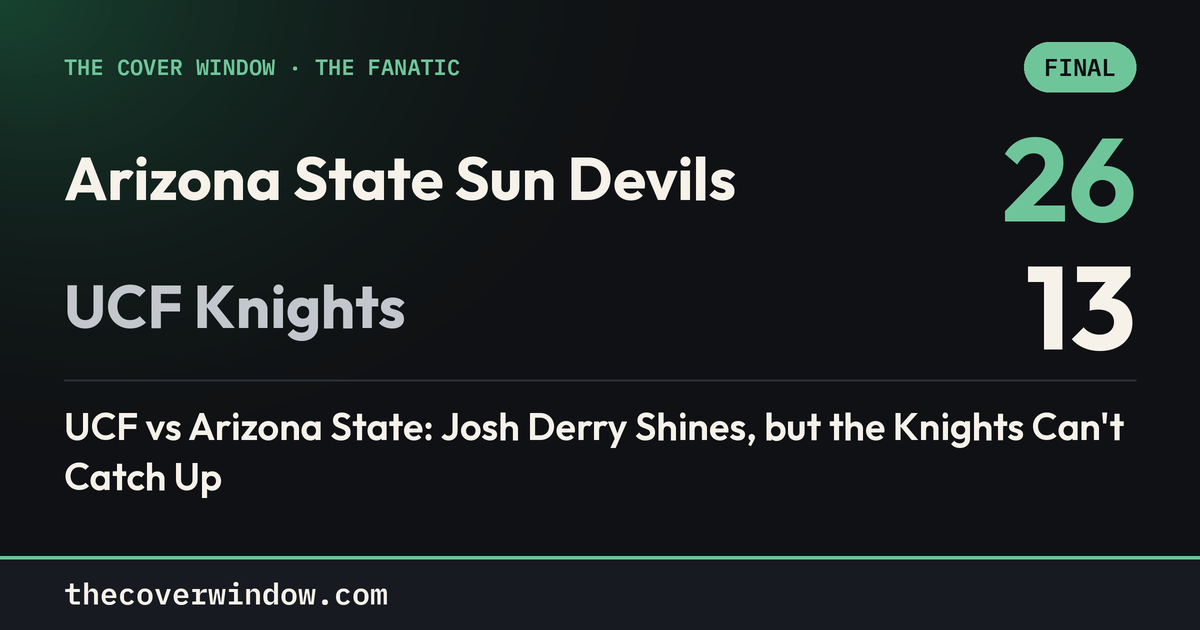 THE COVER WINDOW · THE FANATIC
FINAL
Arizona State Sun Devils 26
UCF Knights 13
UCF vs Arizona State: Josh Derry Shines, but the Knights Can't
Catch Up
thecoverwindow.com